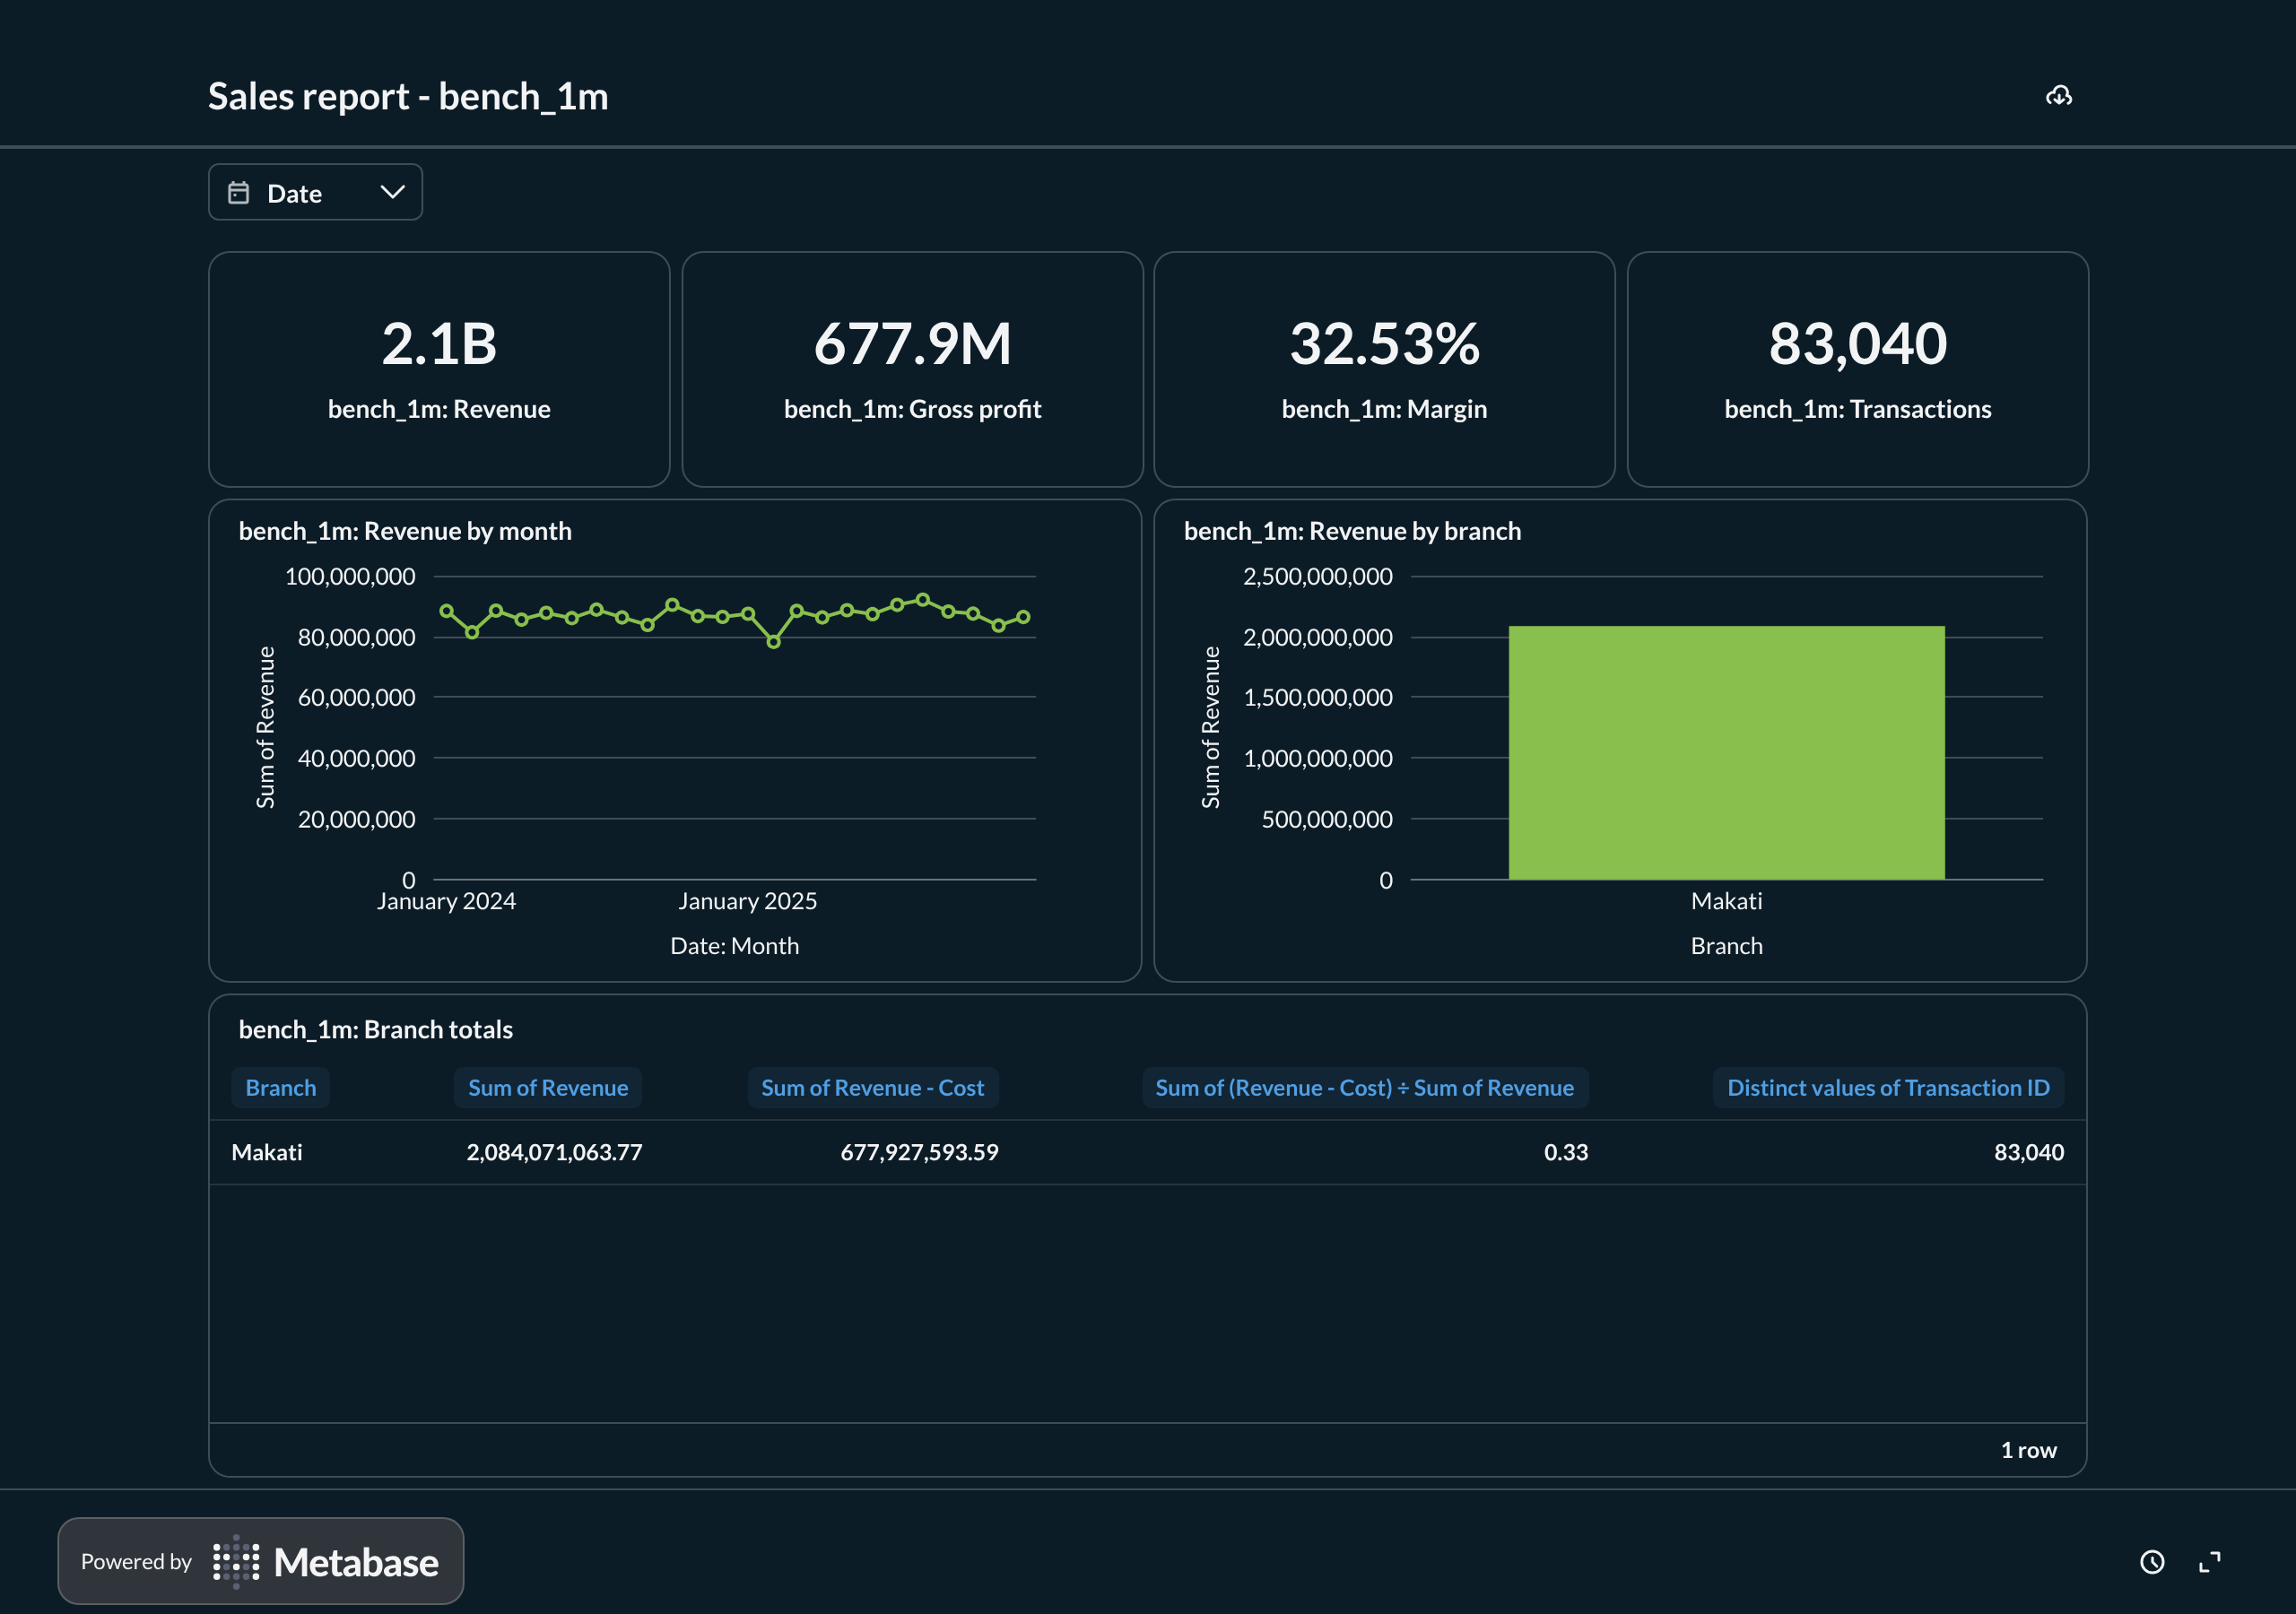 Sales report - bench_1m
Date
2.1B
bench_1m: Revenue
677.9M
bench_1m: Gross profit
32.53%
bench_1m: Margin
83,040
bench_1m: Transactions
bench_1m: Revenue by month
100,000,000
80,000,000
60,000,000
40,000,000
20,000,000
0
Sum of Revenue
January 2024 January 2025
Date: Month
bench_1m: Revenue by branch
2,500,000,000
2,000,000,000
1,500,000,000
1,000,000,000
500,000,000
0
Sum of Revenue
Makati
Branch
bench_1m: Branch totals
Branch Sum of Revenue Sum of Revenue - Cost Sum of (Revenue - Cost) ÷ Sum of Revenue Distinct values of Transaction ID
Makati 2,084,071,063.77 677,927,593.59 0.33 83,040
1 row
Powered by Metabase